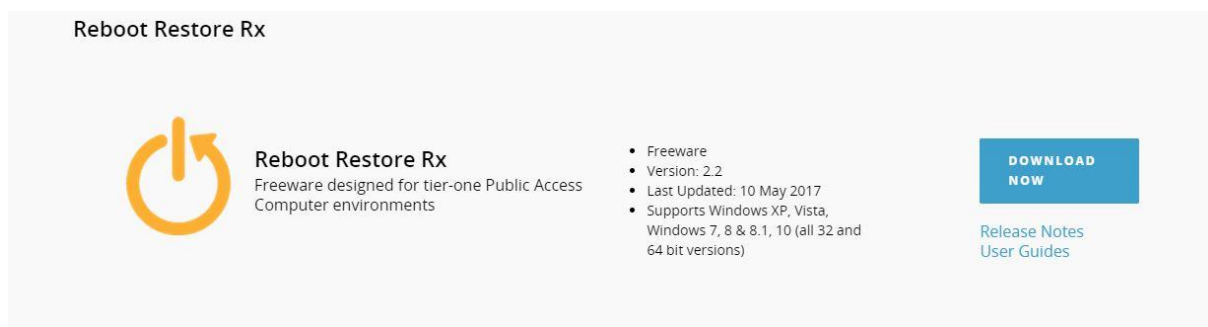 Reboot Restore Rx
Reboot Restore Rx
Freeware designed for tier-one Public Access
Computer environments
• Freeware
• Version: 2.2
• Last Updated: 10 May 2017
• Supports Windows XP, Vista,
Windows 7, 8 & 8.1, 10 (all 32 and
64 bit versions)
DOWNLOAD
NOW
Release Notes
User Guides